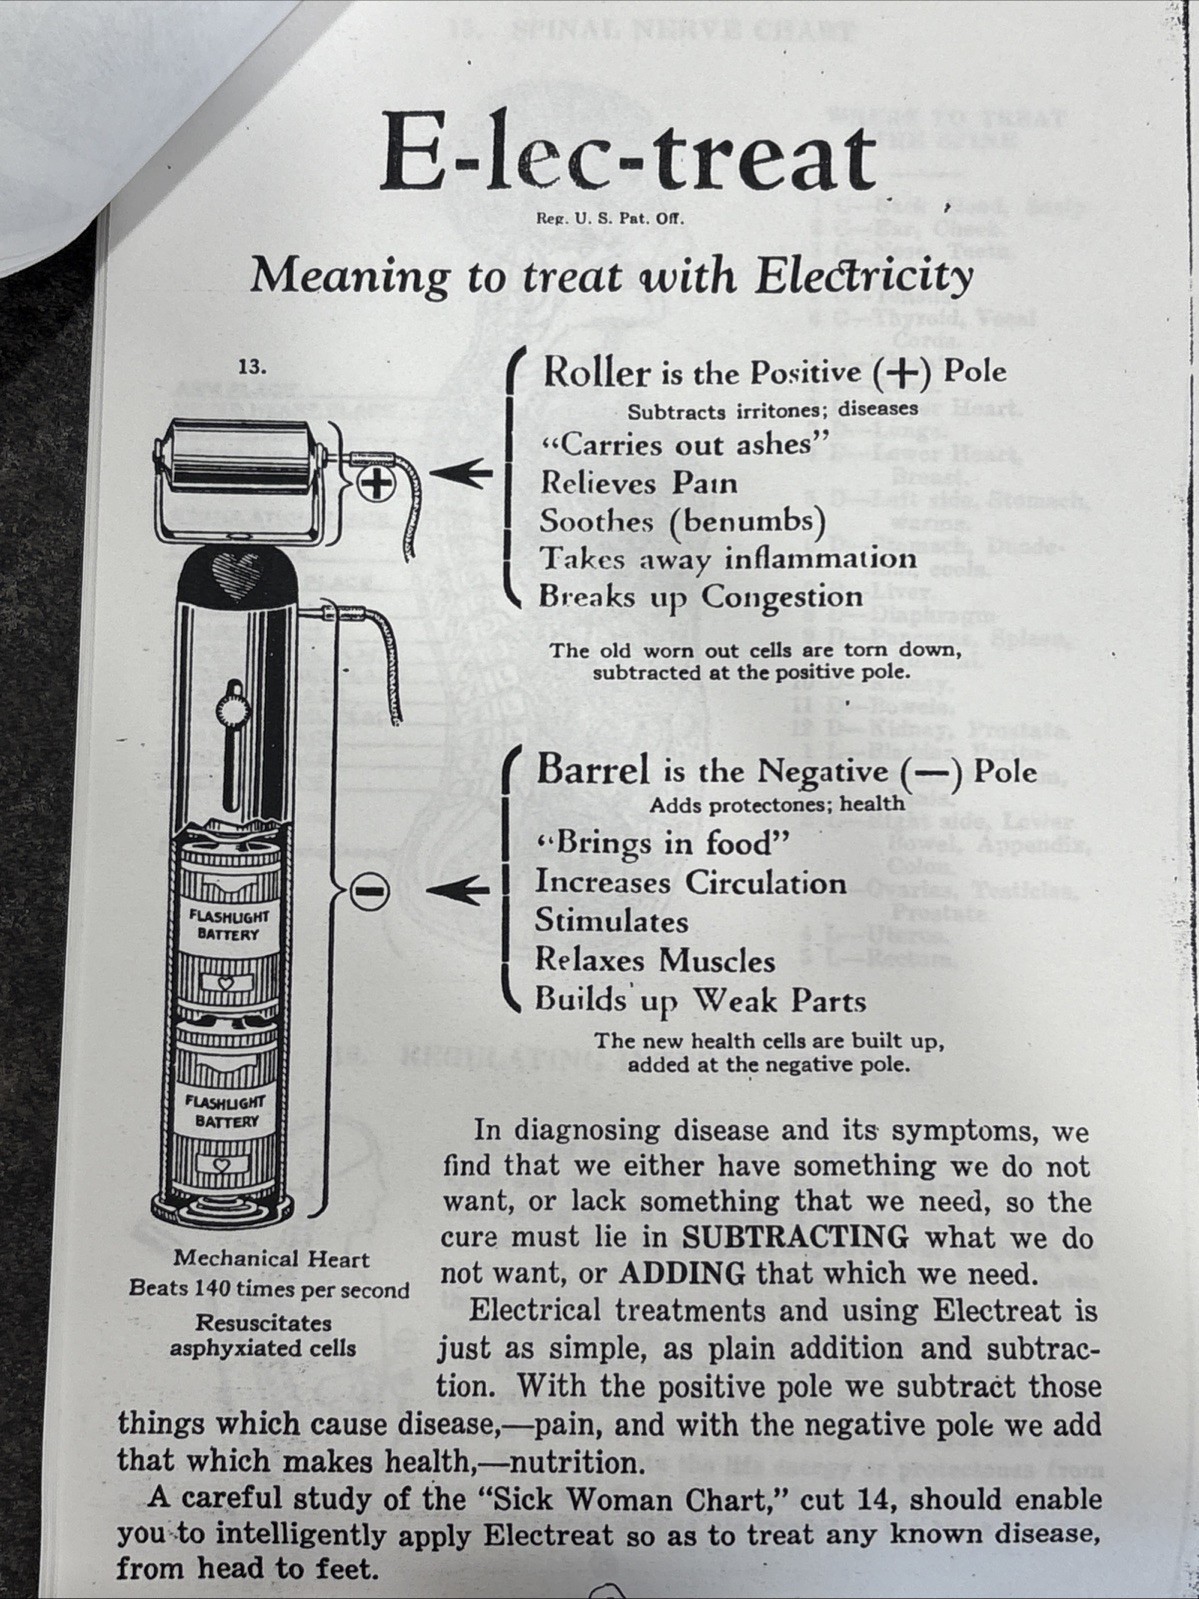 E-lec-treat
Reg. U. S. Pat. Off.
Meaning to treat with Electricity
13.
Roller is the Positive (+) Pole
Subtracts irritones; diseases
“Carries out ashes”
Relieves Pain
Soothes (benumbs)
Takes away inflammation
Breaks up Congestion
The old worn out cells are torn down,
subtracted at the positive pole.
+
Barrel is the Negative (—) Pole
Adds protectones; health
“Brings in food”
Increases Circulation
Stimulates
Relaxes Muscles
Builds up Weak Parts
The new health cells are built up,
added at the negative pole.
—
FLASHLIGHT
BATTERY
FLASHLIGHT
BATTERY
Mechanical Heart
Beats 140 times per second
Resuscitates
asphyxiated cells
In diagnosing disease and its symptoms, we
find that we either have something we do not
want, or lack something that we need, so the
cure must lie in SUBTRACTING what we do
not want, or ADDING that which we need.
Electrical treatments and using Electreat is
just as simple, as plain addition and subtrac-
tion. With the positive pole we subtract those
things which cause disease,—pain, and with the negative pole we add
that which makes health,—nutrition.
A careful study of the “Sick Woman Chart,” cut 14, should enable
you to intelligently apply Electreat so as to treat any known disease,
from head to feet.